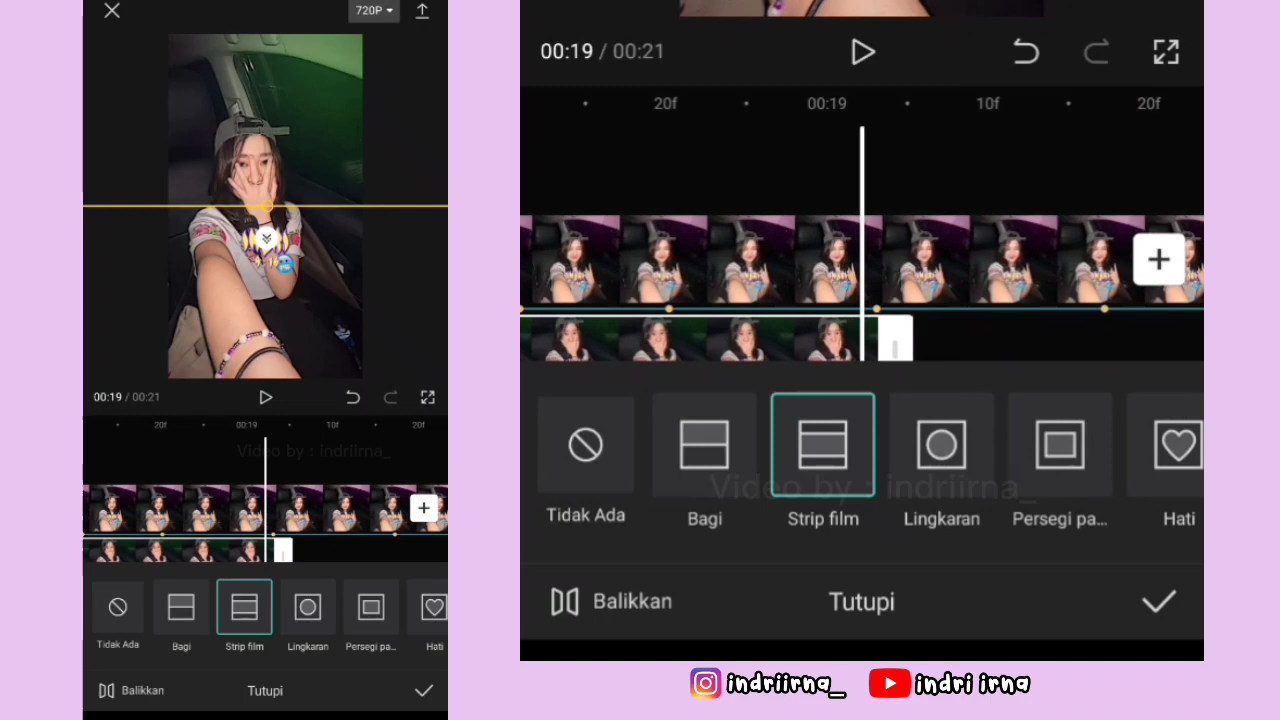 720P
00:19 / 00:21
20f 00:19 10f 20f
Video by : indriirna_
Tidak Ada Bagi Strip film Lingkaran Persegi pa... Hati
Balikkan Tutupi
00:19 / 00:21
20f 00:19 10f 20f
Tidak Ada Bagi Strip film Lingkaran Persegi pa... Hati
Video by : indriirna_
Balikkan Tutupi
indriirna_ indri irna